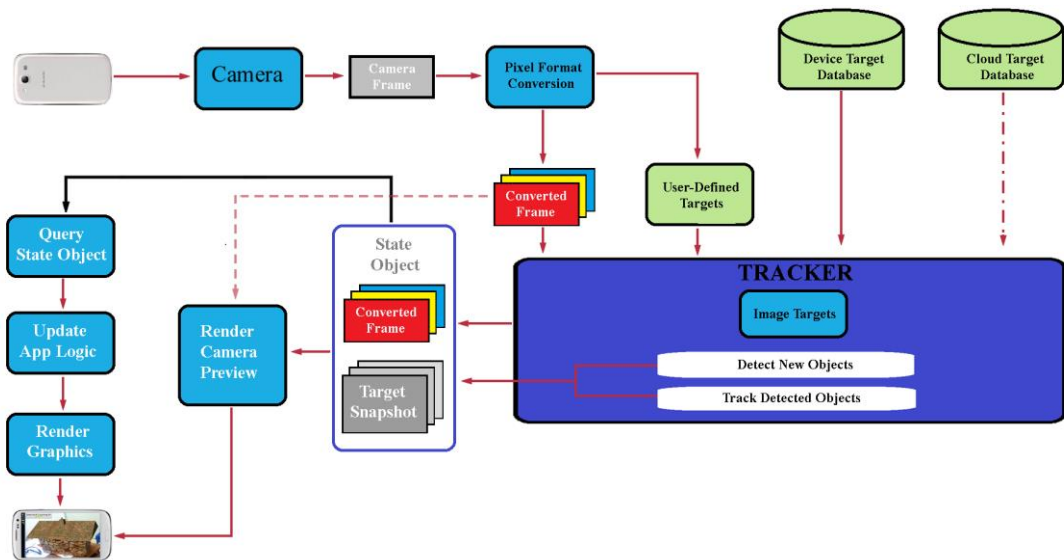 Camera
Camera
Frame
Pixel Format
Conversion
Device Target
Database
Cloud Target
Database
Converted
Frame
User-Defined
Targets
Query
State Object
State
Object
TRACKER
Image Targets
Converted
Frame
Update
App Logic
Render
Camera
Preview
Detect New Objects
Target
Snapshot
Track Detected Objects
Render
Graphics